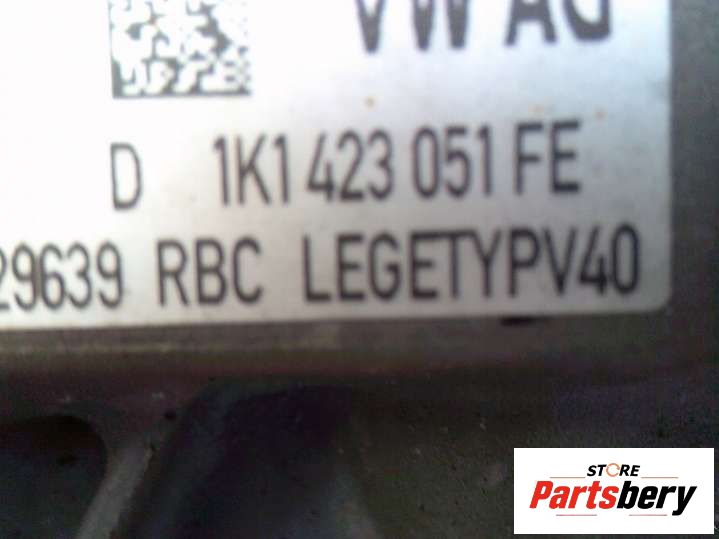 VW AG
D 1K1 423 051 FE
29639 RBC LEGETYPV40
STORE
Partsbery